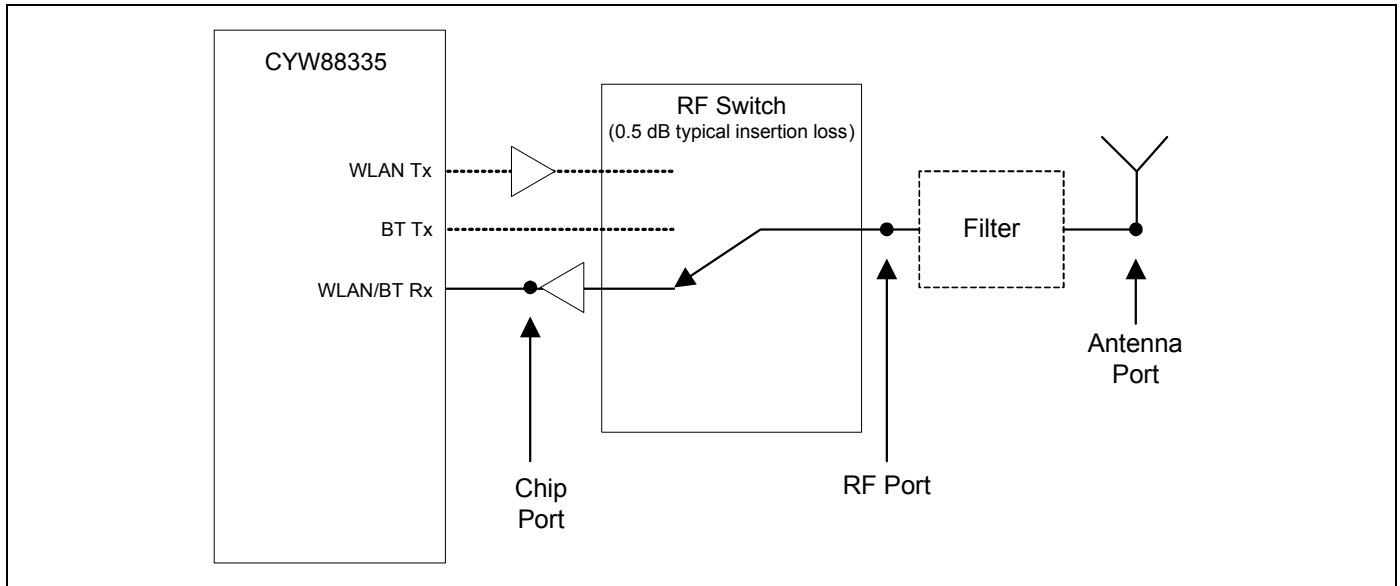 CYW88335
RF Switch
(0.5 dB typical insertion loss)
WLAN Tx
BT Tx
WLAN/BT Rx
Filter
Chip
Port
RF Port
Antenna
Port